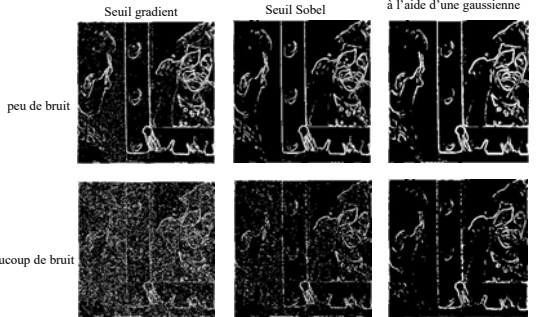 Seuil gradient
Seuil Sobel
à l'aide d'une gaussienne
peu de bruit
ucoup de bruit